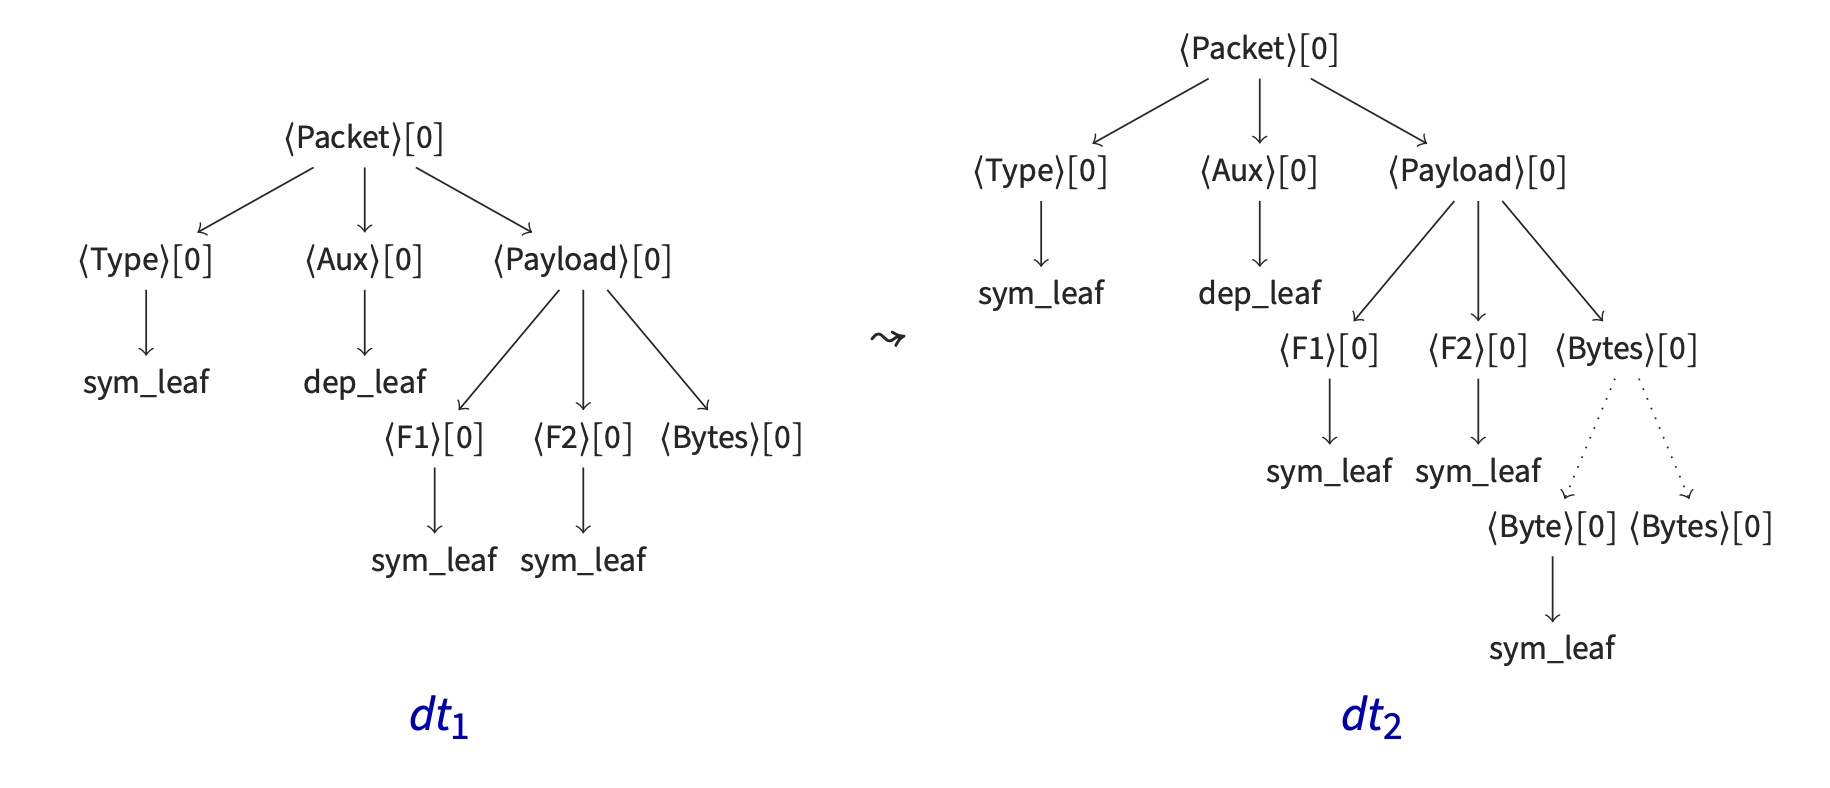 ⟨Packet⟩[0]
⟨Type⟩[0] ⟨Aux⟩[0] ⟨Payload⟩[0]
sym_leaf dep_leaf
⟨F1⟩[0] ⟨F2⟩[0] ⟨Bytes⟩[0]
sym_leaf sym_leaf
dt1
⤳
⟨Packet⟩[0]
⟨Type⟩[0] ⟨Aux⟩[0] ⟨Payload⟩[0]
sym_leaf dep_leaf
⟨F1⟩[0] ⟨F2⟩[0] ⟨Bytes⟩[0]
sym_leaf sym_leaf
⟨Byte⟩[0] ⟨Bytes⟩[0]
sym_leaf
dt2